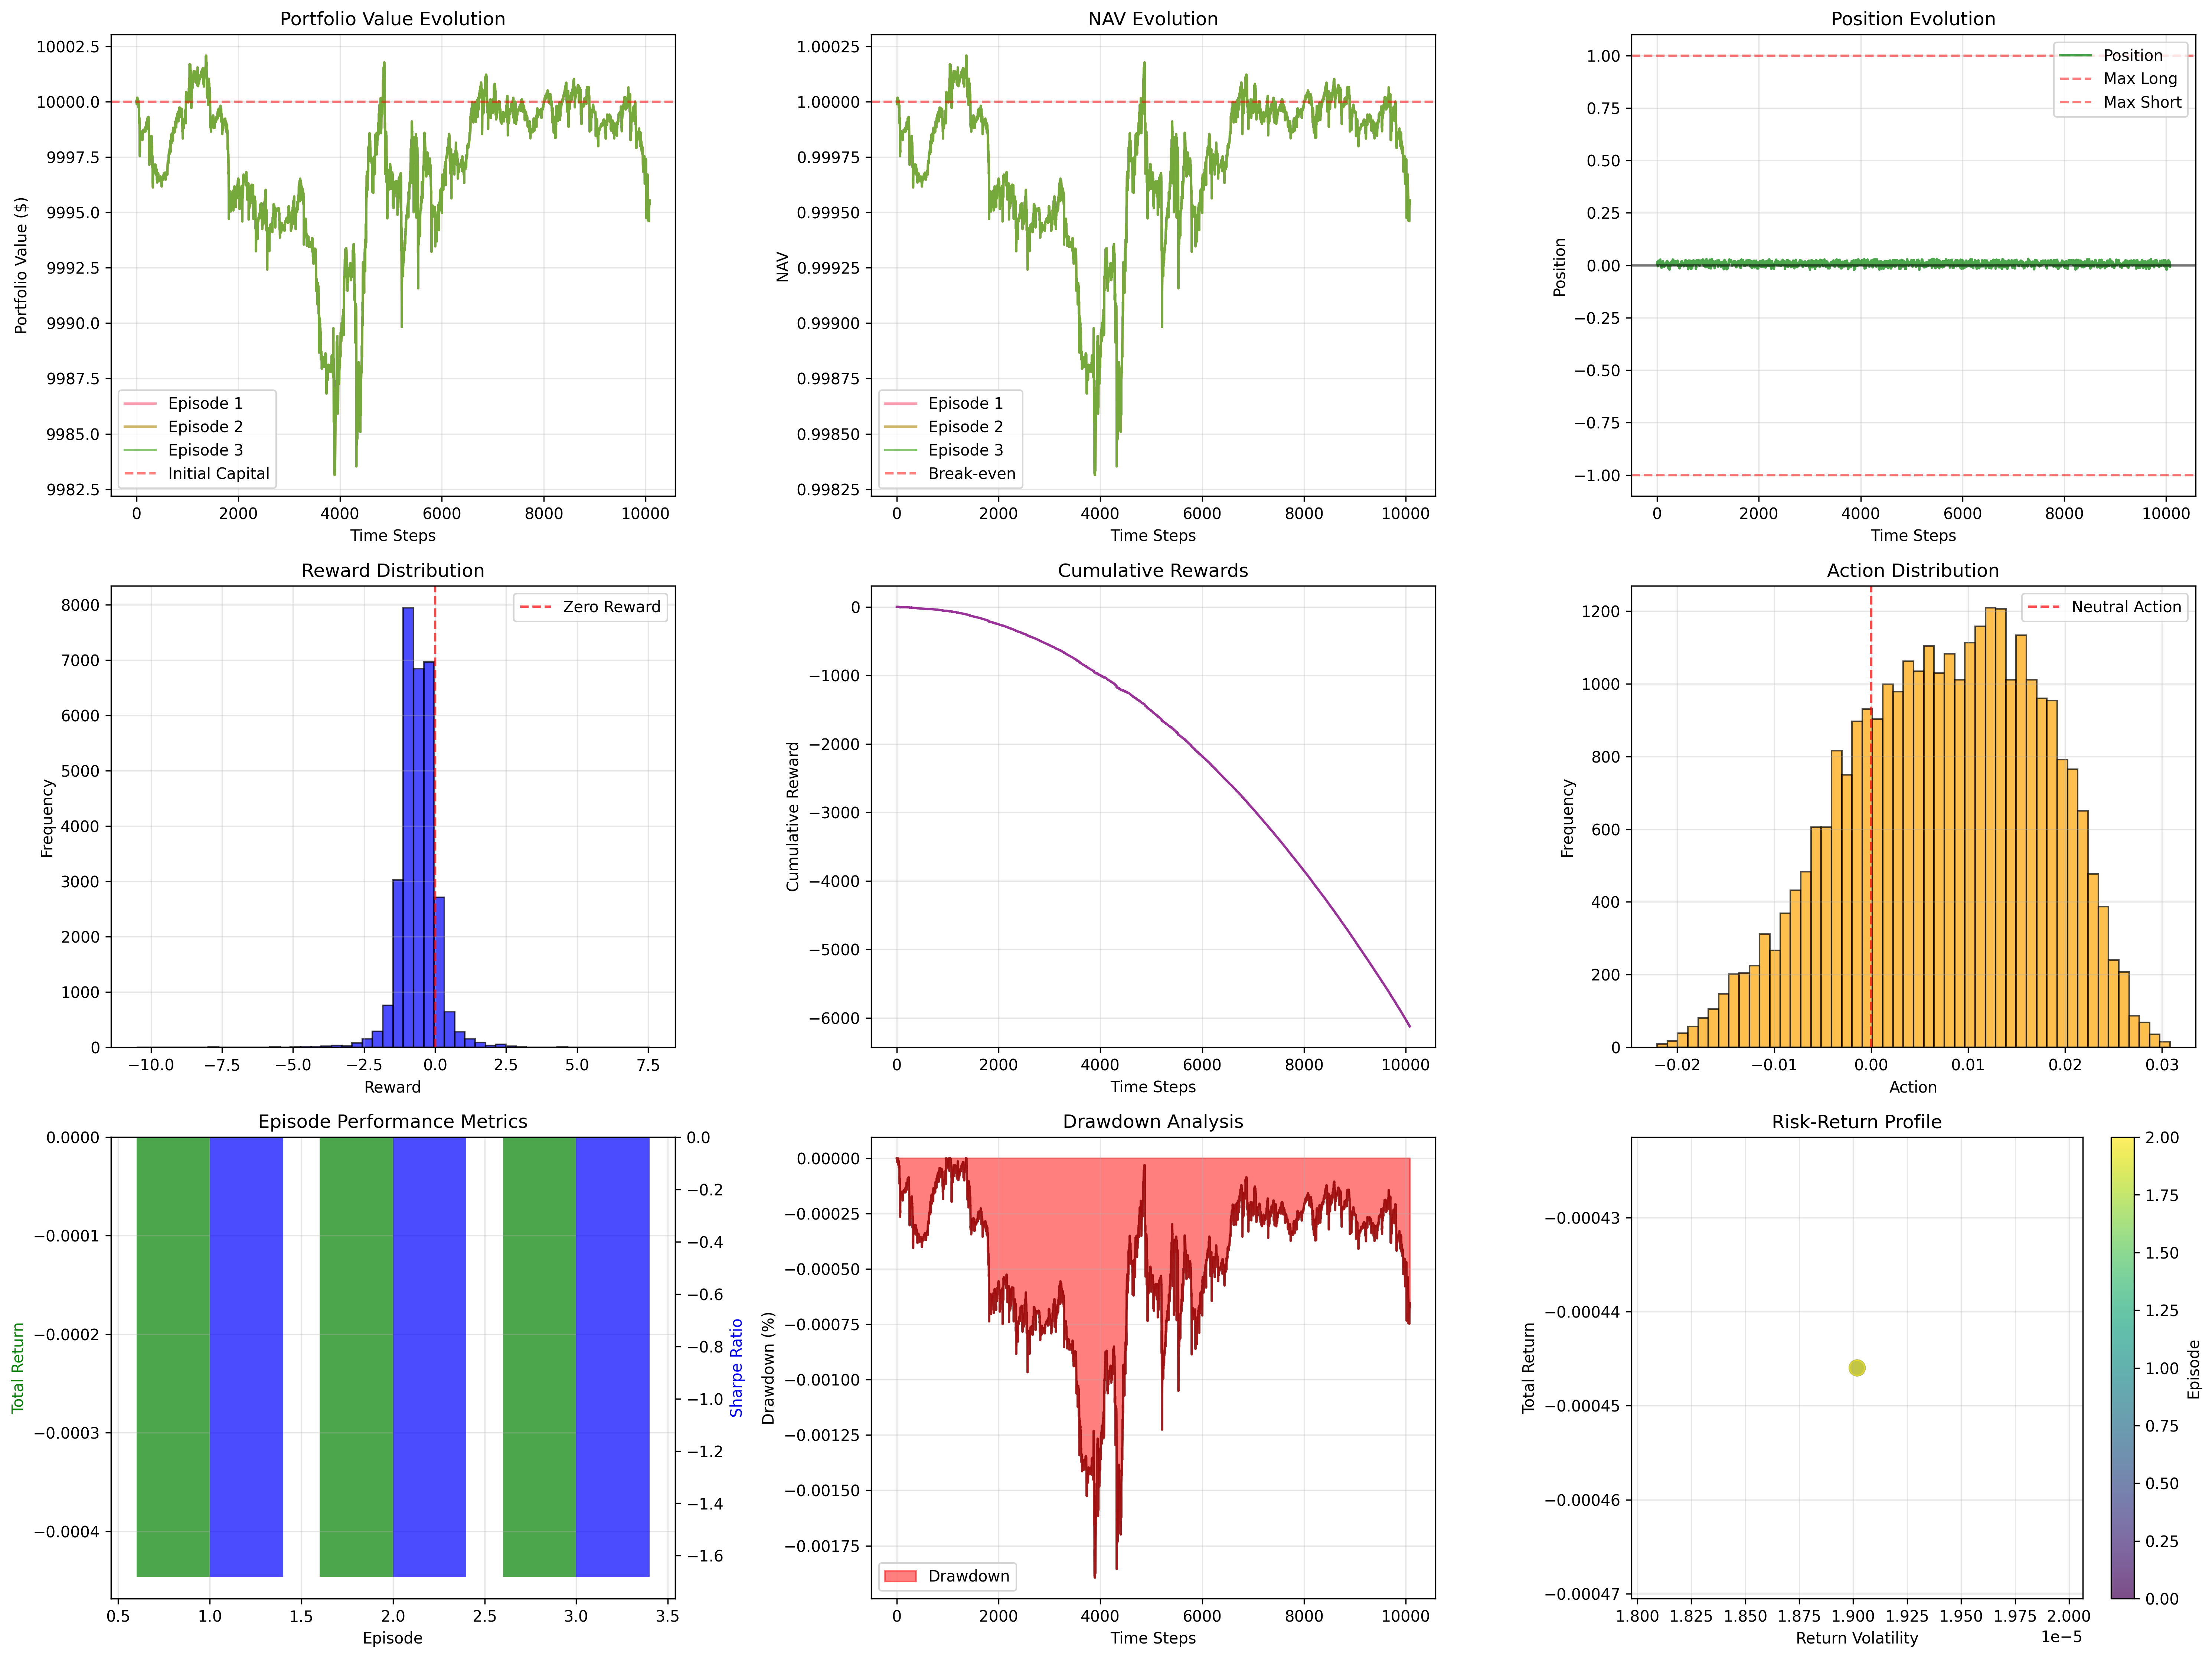 Portfolio Value Evolution
Portfolio Value ($)
10002.5
10000.0
9997.5
9995.0
9992.5
9990.0
9987.5
9985.0
9982.5
Episode 1
Episode 2
Episode 3
Initial Capital
0 2000 4000 6000 8000 10000
Time Steps
NAV Evolution
NAV
1.00025
1.00000
0.99975
0.99950
0.99925
0.99900
0.99875
0.99850
0.99825
Episode 1
Episode 2
Episode 3
Break-even
0 2000 4000 6000 8000 10000
Time Steps
Position Evolution
Position
1.00
0.75
0.50
0.25
0.00
−0.25
−0.50
−0.75
−1.00
Position
Max Long
Max Short
0 2000 4000 6000 8000 10000
Time Steps
Reward Distribution
Frequency
8000
7000
6000
5000
4000
3000
2000
1000
0
Zero Reward
−10.0 −7.5 −5.0 −2.5 0.0 2.5 5.0 7.5
Reward
Cumulative Rewards
Cumulative Reward
0
−1000
−2000
−3000
−4000
−5000
−6000
0 2000 4000 6000 8000 10000
Time Steps
Action Distribution
Frequency
1200
1000
800
600
400
200
0
Neutral Action
−0.02 −0.01 0.00 0.01 0.02 0.03
Action
Episode Performance Metrics
Total Return
0.0000
−0.0001
−0.0002
−0.0003
−0.0004
0.5 1.0 1.5 2.0 2.5 3.0 3.5
Episode
0.0
−0.2
−0.4
−0.6
−0.8
−1.0
−1.2
−1.4
−1.6
Sharpe Ratio
Drawdown Analysis
Drawdown (%)
0.00000
−0.00025
−0.00050
−0.00075
−0.00100
−0.00125
−0.00150
−0.00175
Drawdown
0 2000 4000 6000 8000 10000
Time Steps
Risk-Return Profile
Total Return
−0.00043
−0.00044
−0.00045
−0.00046
−0.00047
1.800 1.825 1.850 1.875 1.900 1.925 1.950 1.975 2.000
1e−5
Return Volatility
2.00
1.75
1.50
1.25
1.00
0.75
0.50
0.25
0.00
Episode